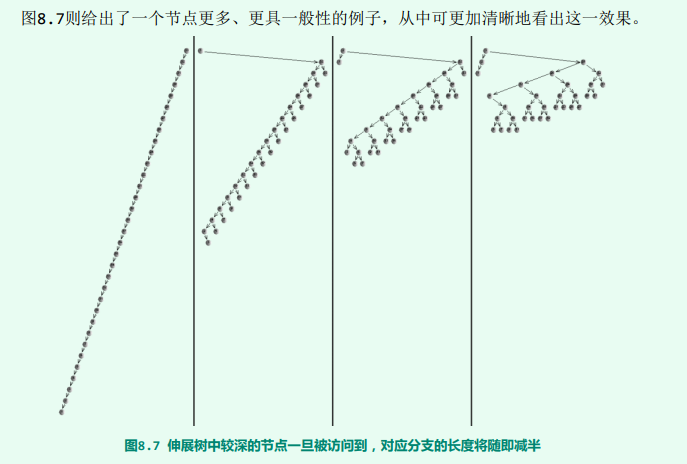 图8.7则给出了一个节点更多、更具一般性的例子，从中可更加清晰地看出这一效果。
图8.7 伸展树中较深的节点一旦被访问到，对应分支的长度将随即减半